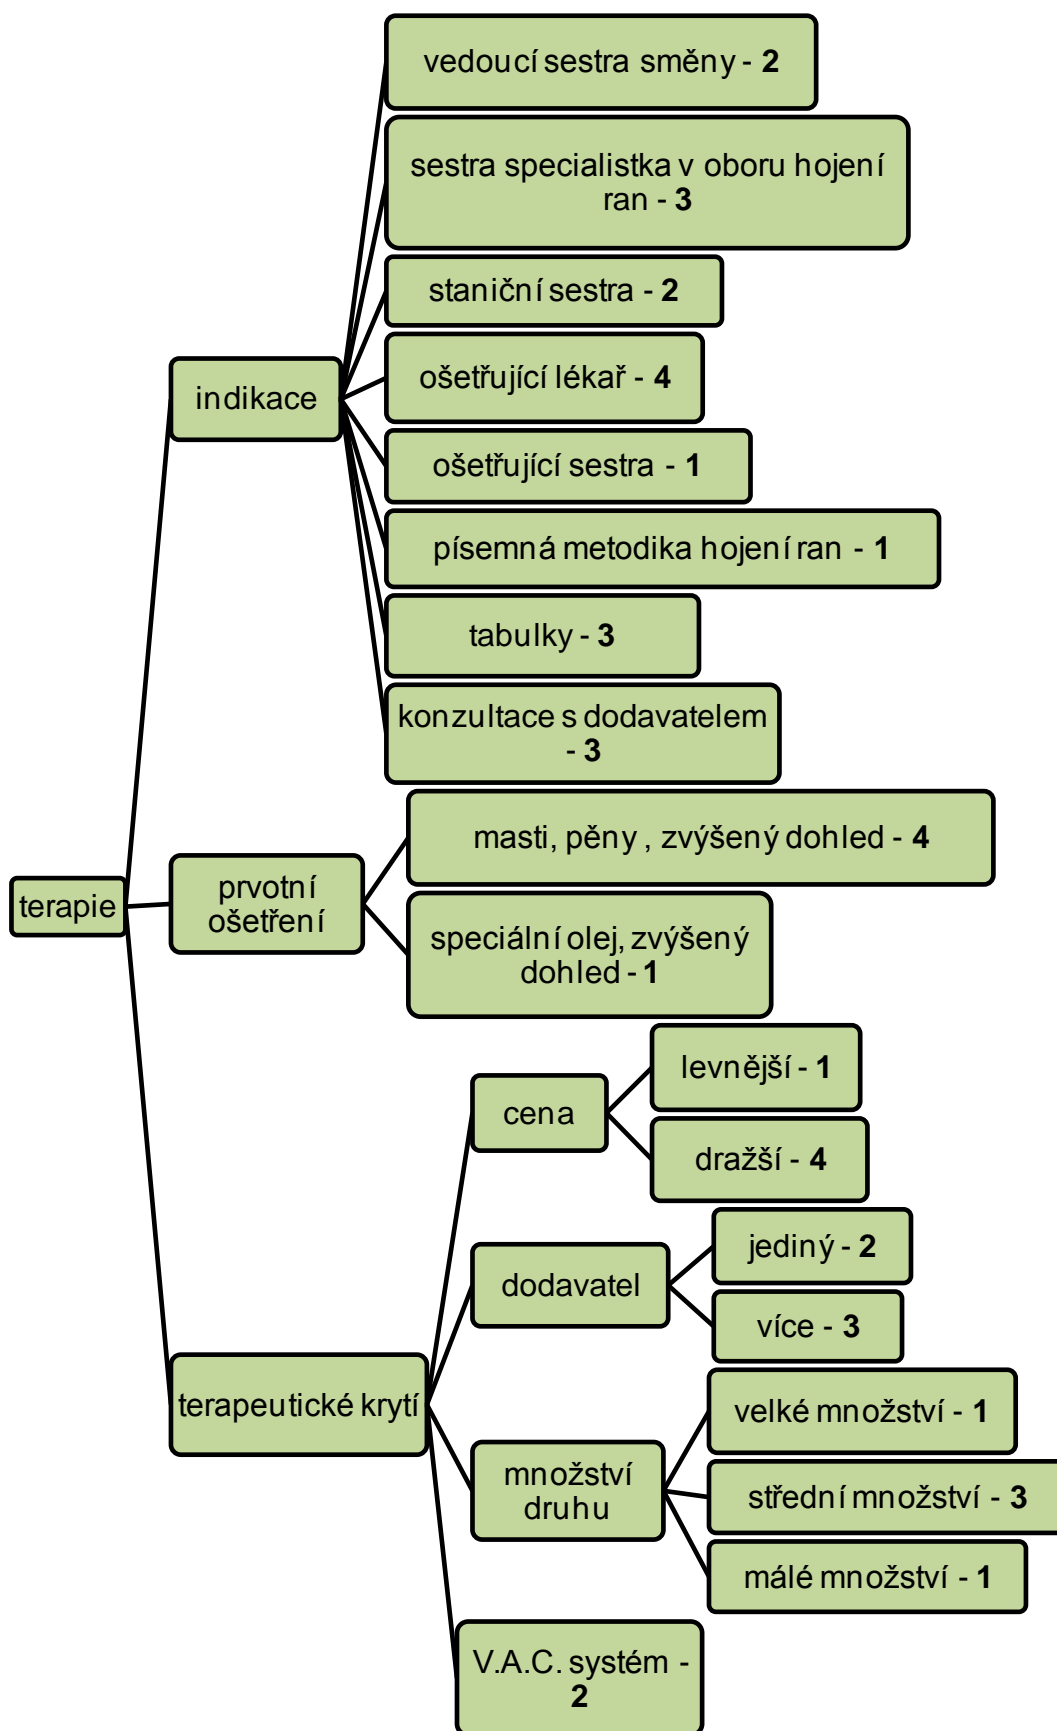 vedoucí sestra směny - 2
sestra specialistka v oboru hojení
ran - 3
staniční sestra - 2
ošetřující lékař - 4
indikace
ošetřující sestra - 1
písemná metodika hojení ran - 1
tabulky - 3
konzultace s dodavatelem
- 3
masti, pěny , zvýšený dohled - 4
terapie
prvotní
ošetření
speciální olej, zvýšený
dohled - 1
levnější - 1
cena
dražší - 4
jediný - 2
dodavatel
více - 3
terapeutické krytí
velké množství - 1
množství
druhu
střední množství - 3
málé množství - 1
V.A.C. systém -
2